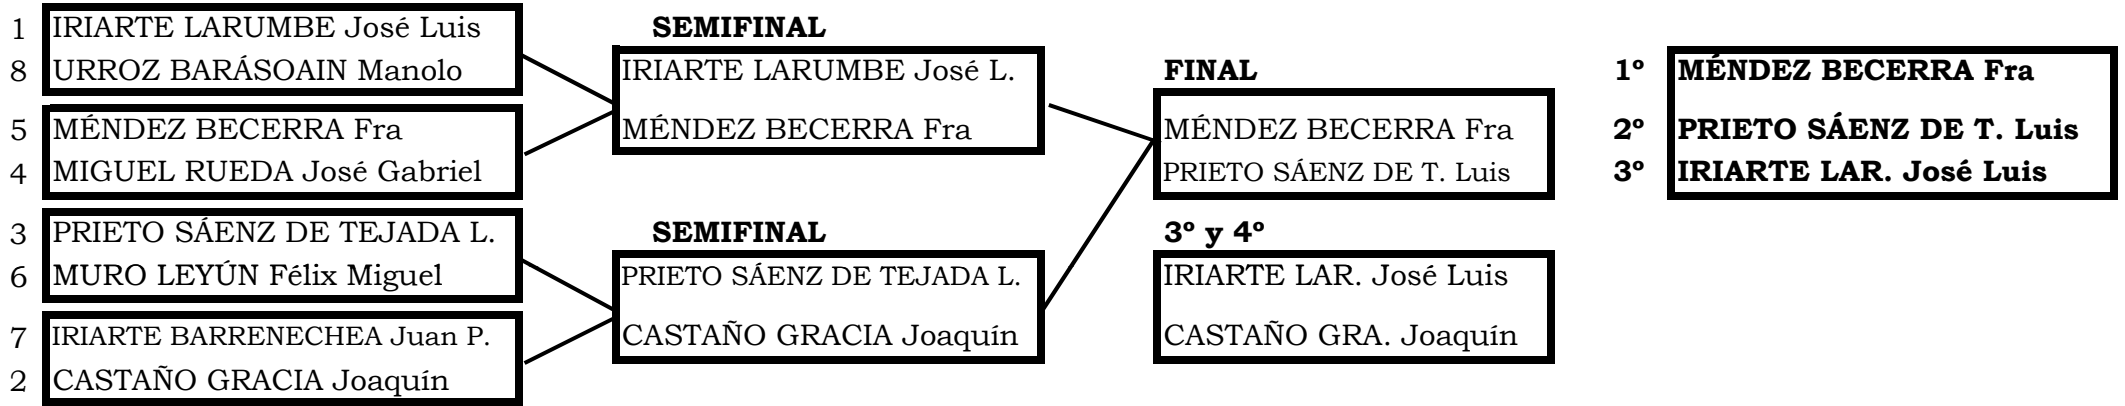 1 IRIARTE LARUMBE José Luis
8 URROZ BARÁSOAIN Manolo
5 MÉNDEZ BECERRA Fra
4 MIGUEL RUEDA José Gabriel
3 PRIETO SÁENZ DE TEJADA L.
6 MURO LEYÚN Félix Miguel
7 IRIARTE BARRENECHEA Juan P.
2 CASTAÑO GRACIA Joaquín
SEMIFINAL
IRIARTE LARUMBE José L.
MÉNDEZ BECERRA Fra
SEMIFINAL
PRIETO SÁENZ DE TEJADA L.
CASTAÑO GRACIA Joaquín
FINAL
MÉNDEZ BECERRA Fra
PRIETO SÁENZ DE T. Luis
3º y 4º
IRIARTE LAR. José Luis
CASTAÑO GRA. Joaquín
1º MÉNDEZ BECERRA Fra
2º PRIETO SÁENZ DE T. Luis
3º IRIARTE LAR. José Luis